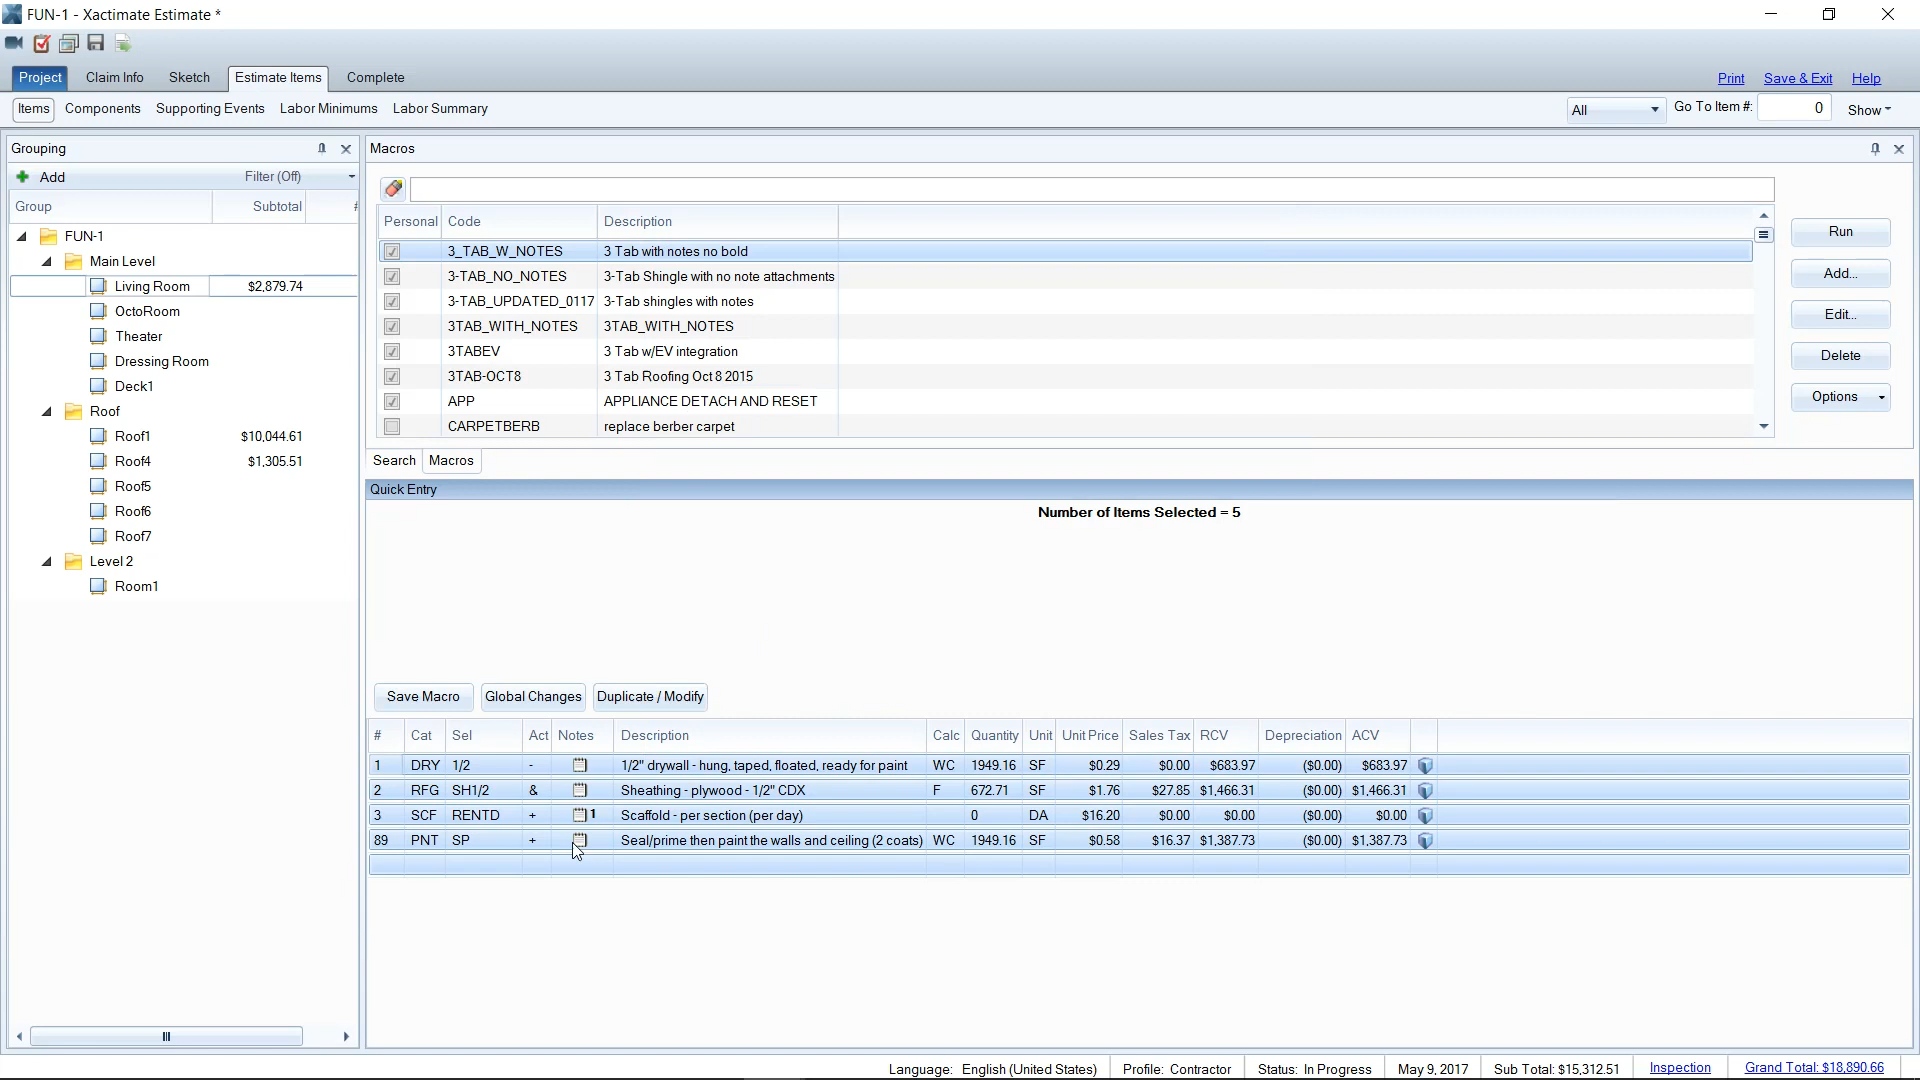 FUN-1 - Xactimate Estimate *
Project Claim Info Sketch Estimate Items Complete Print Save & Exit Help
Items Components Supporting Events Labor Minimums Labor Summary All Go To Item #: 0 Show
Grouping
Add Filter (Off)
Group Subtotal #
FUN-1
Main Level
Living Room $2,879.74
OctoRoom
Theater
Dressing Room
Deck1
Roof
Roof1 $10,044.61
Roof4 $1,305.51
Roof5
Roof6
Roof7
Level 2
Room1
Macros
Personal Code Description
3_TAB_W_NOTES 3 Tab with notes no bold
3-TAB_NO_NOTES 3-Tab Shingle with no note attachments
3-TAB_UPDATED_0117 3-Tab shingles with notes
3TAB_WITH_NOTES 3TAB_WITH_NOTES
3TABEV 3 Tab w/EV integration
3TAB-OCT8 3 Tab Roofing Oct 8 2015
APP APPLIANCE DETACH AND RESET
CARPETBERB replace berber carpet
Run
Add...
Edit...
Delete
Options
Search Macros
Quick Entry
Number of Items Selected = 5
Save Macro Global Changes Duplicate / Modify
# Cat Sel Act Notes Description Calc Quantity Unit Unit Price Sales Tax RCV Depreciation ACV
1 DRY 1/2 - 1/2" drywall - hung, taped, floated, ready for paint WC 1949.16 SF $0.29 $0.00 $683.97 ($0.00) $683.97
2 RFG SH1/2 & Sheathing - plywood - 1/2" CDX F 672.71 SF $1.76 $27.85 $1,466.31 ($0.00) $1,466.31
3 SCF RENTD + 1 Scaffold - per section (per day) 0 DA $16.20 $0.00 $0.00 ($0.00) $0.00
89 PNT SP + Seal/prime then paint the walls and ceiling (2 coats) WC 1949.16 SF $0.58 $16.37 $1,387.73 ($0.00) $1,387.73
Language: English (United States) Profile: Contractor Status: In Progress May 9, 2017 Sub Total: $15,312.51 Inspection Grand Total: $18,890.66